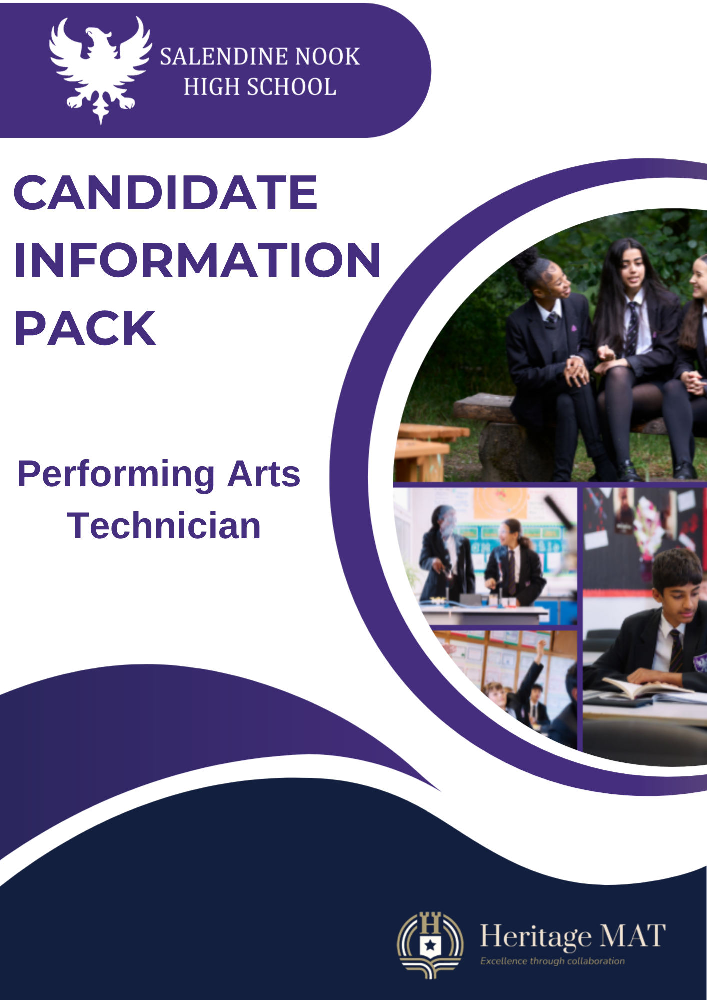 SALENDINE NOOK
HIGH SCHOOL
CANDIDATE
INFORMATION
PACK
Performing Arts
Technician
H
Heritage MAT
Excellence through collaboration